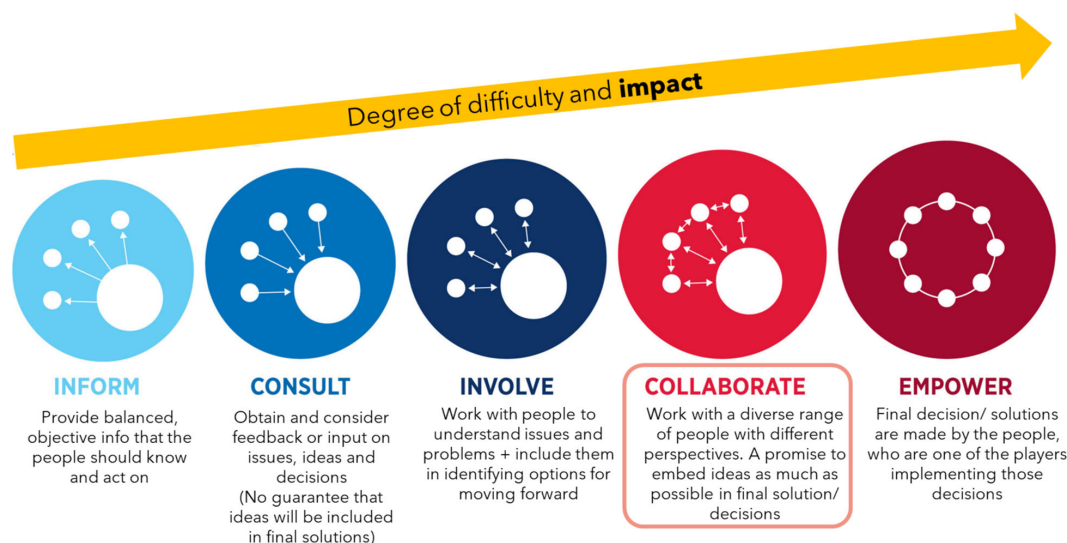 Degree of difficulty and impact
INFORM
Provide balanced,
objective info that the
people should know
and act on
CONSULT
Obtain and consider
feedback or input on
issues, ideas and
decisions
(No guarantee that
ideas will be included
in final solutions)
INVOLVE
Work with people to
understand issues and
problems + include them
in identifying options for
moving forward
COLLABORATE
Work with a diverse range
of people with different
perspectives. A promise to
embed ideas as much as
possible in final solution/
decisions
EMPOWER
Final decision/ solutions
are made by the people,
who are one of the players
implementing those
decisions